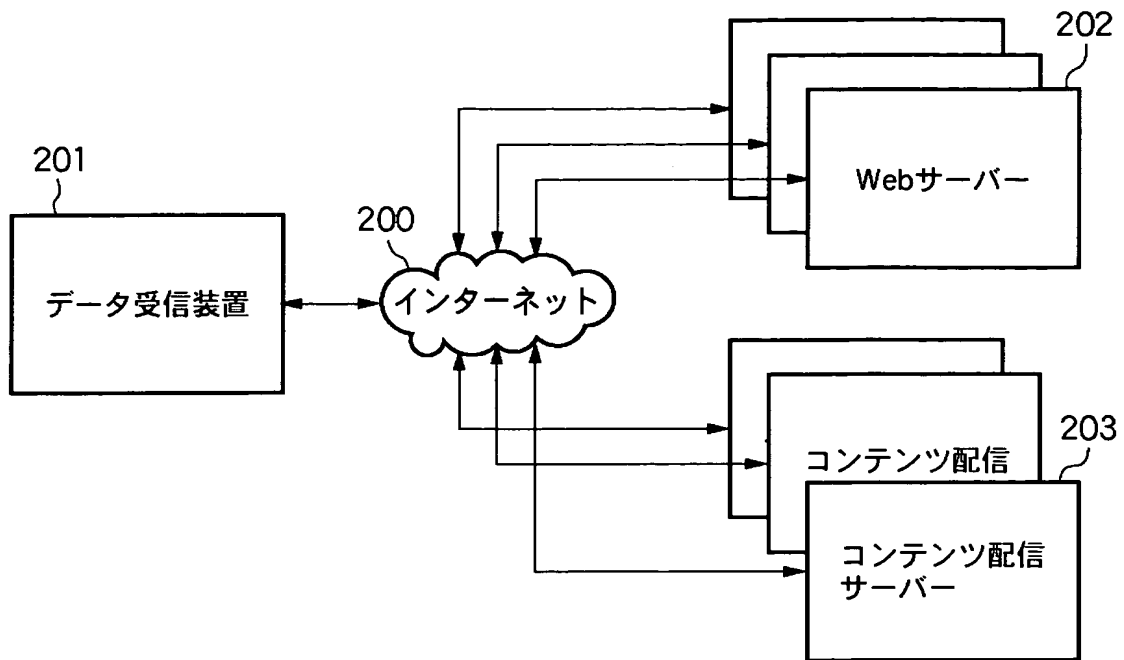 202
Webサーバー
201
データ受信装置
200
インターネット
203
コンテンツ配信
コンテンツ配信
サーバー